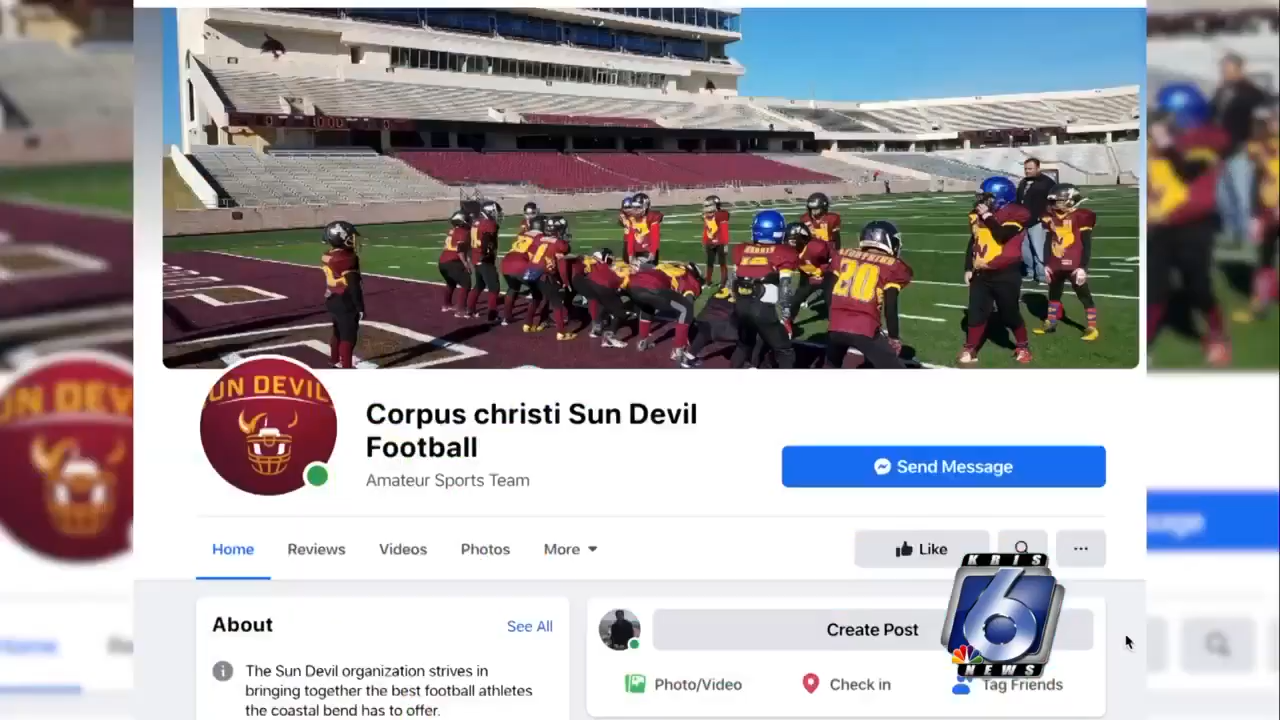 20
SUN DEVIL
Corpus christi Sun Devil
Football
Amateur Sports Team
Send Message
Home
Reviews
Videos
Photos
More
Like
About
See All
Create Post
The Sun Devil organization strives in
bringing together the best football athletes
the coastal bend has to offer.
Photo/Video
Check in
Tag Friends
KRIS
6
NEWS